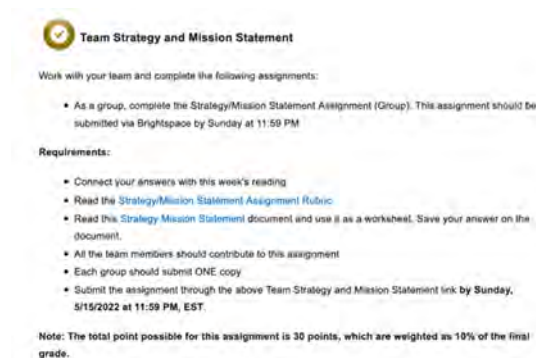 Team Strategy and Mission Statement
Work with your team and complete the following assignments:
• As a group, complete the Strategy/Mission Statement Assignment (Group). This assignment should be
submitted via Brightspace by Sunday at 11:59 PM
Requirements:
• Connect your answers with this week's reading
• Read the Strategy/Mission Statement Assignment Rubric
• Read this Strategy Mission Statement document and use it as a worksheet. Save your answer on the
document.
• All the team members should contribute to this assignment
• Each group should submit ONE copy
• Submit the assignment through the above Team Strategy and Mission Statement link by Sunday,
5/15/2022 at 11:59 PM, EST.
Note: The total point possible for this assignment is 30 points, which are weighted as 10% of the final
grade.